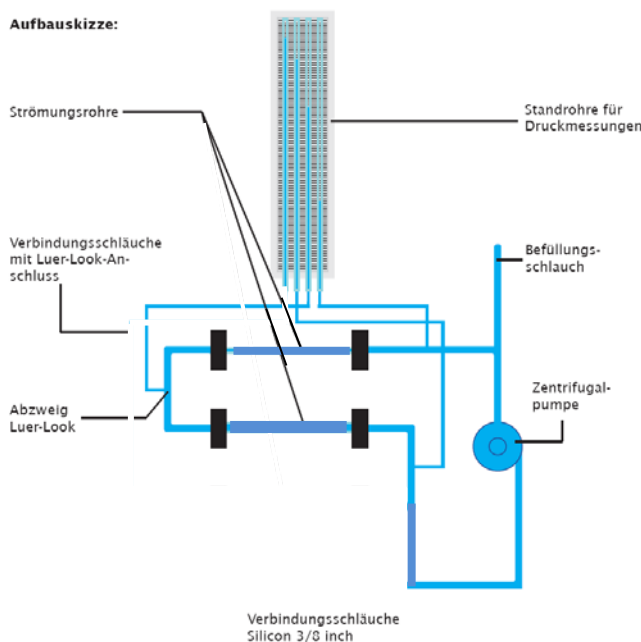 Aufbauskizze:
Strömungsrohre
Standrohre für
Druckmessungen
Verbindungsschläuche
mit Luer-Look-An-
schluss
Befüllungs-
schlauch
Abzweig
Luer-Look
Zentrifugal-
pumpe
Verbindungsschläuche
Silicon 3/8 inch